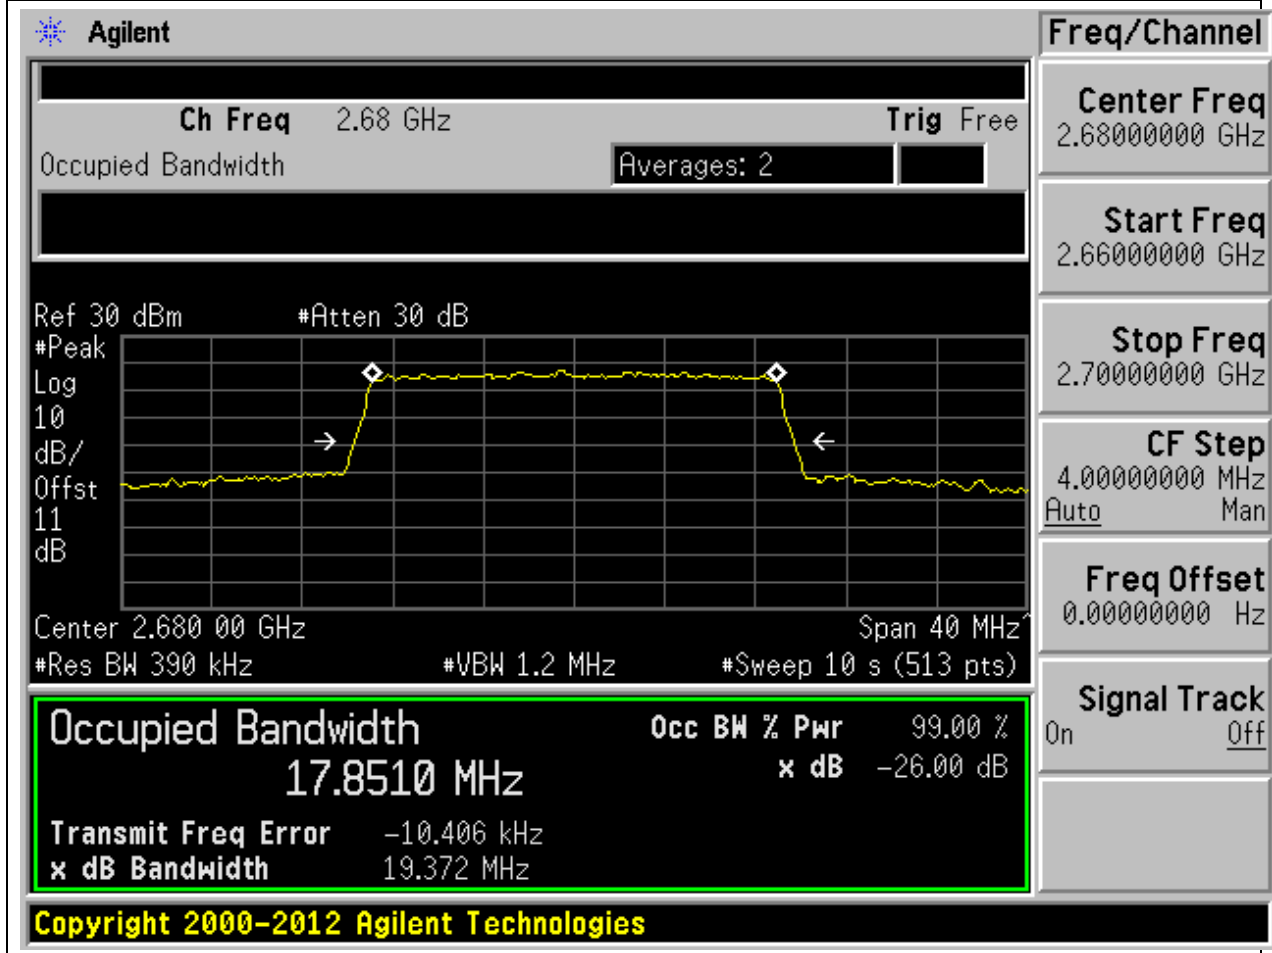 Agilent
Freq/Channel
Ch Freq 2.68 GHz Trig Free
Occupied Bandwidth Averages: 2
Center Freq
2.68000000 GHz
Start Freq
2.66000000 GHz
Stop Freq
2.70000000 GHz
CF Step
4.00000000 MHz
Auto Man
Freq Offset
0.00000000 Hz
Signal Track
On Off
Ref 30 dBm #Atten 30 dB
#Peak
Log
10
dB/
Offst
11
dB
Center 2.680 00 GHz Span 40 MHz^
#Res BW 390 kHz #VBW 1.2 MHz #Sweep 10 s (513 pts)
Occupied Bandwidth Occ BW % Pwr 99.00 %
17.8510 MHz x dB -26.00 dB
Transmit Freq Error -10.406 kHz
x dB Bandwidth 19.372 MHz
Copyright 2000-2012 Agilent Technologies